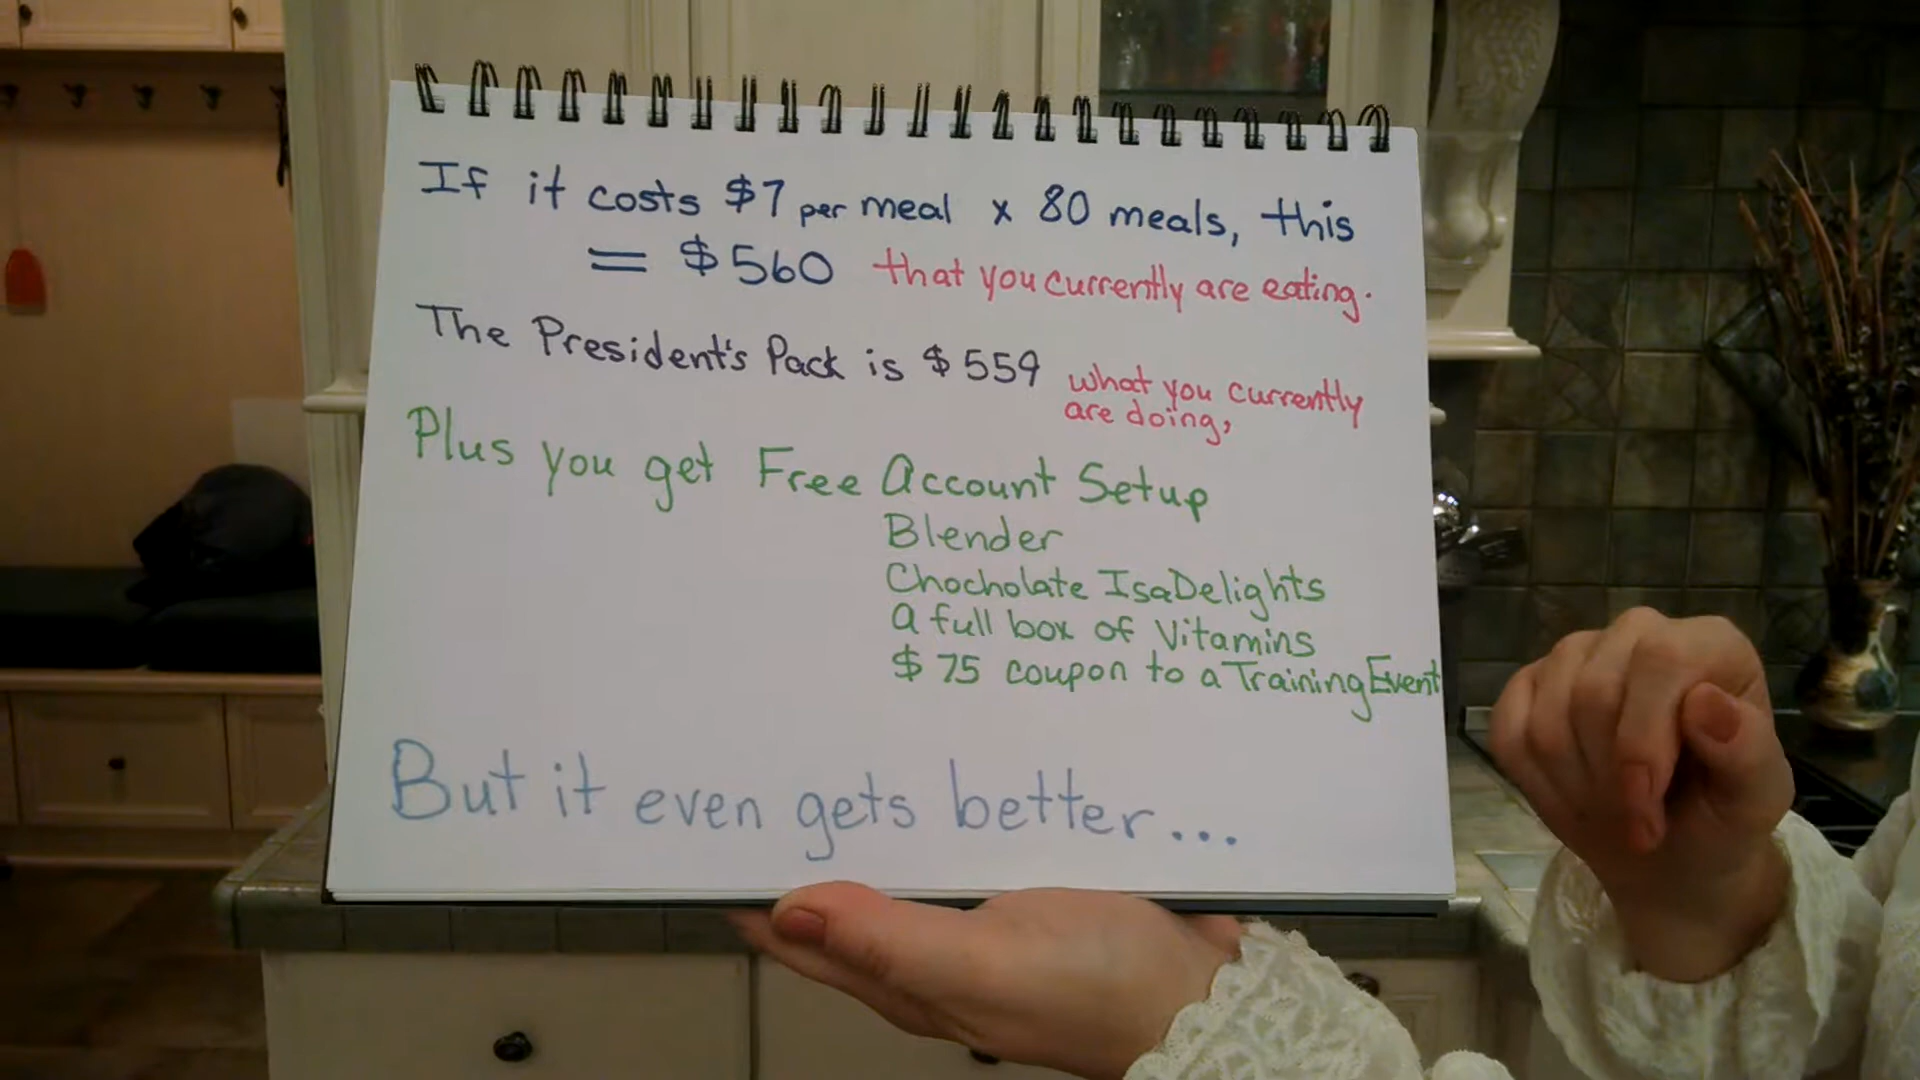 If it costs $7 per meal x 80 meals, this
= $560 that you currently are eating.
The President's Pack is $559 what you currently
are doing,
Plus you get Free Account Setup
Blender
Chocholate IsaDelights
A full box of Vitamins
$75 coupon to a Training Event
But it even gets better...